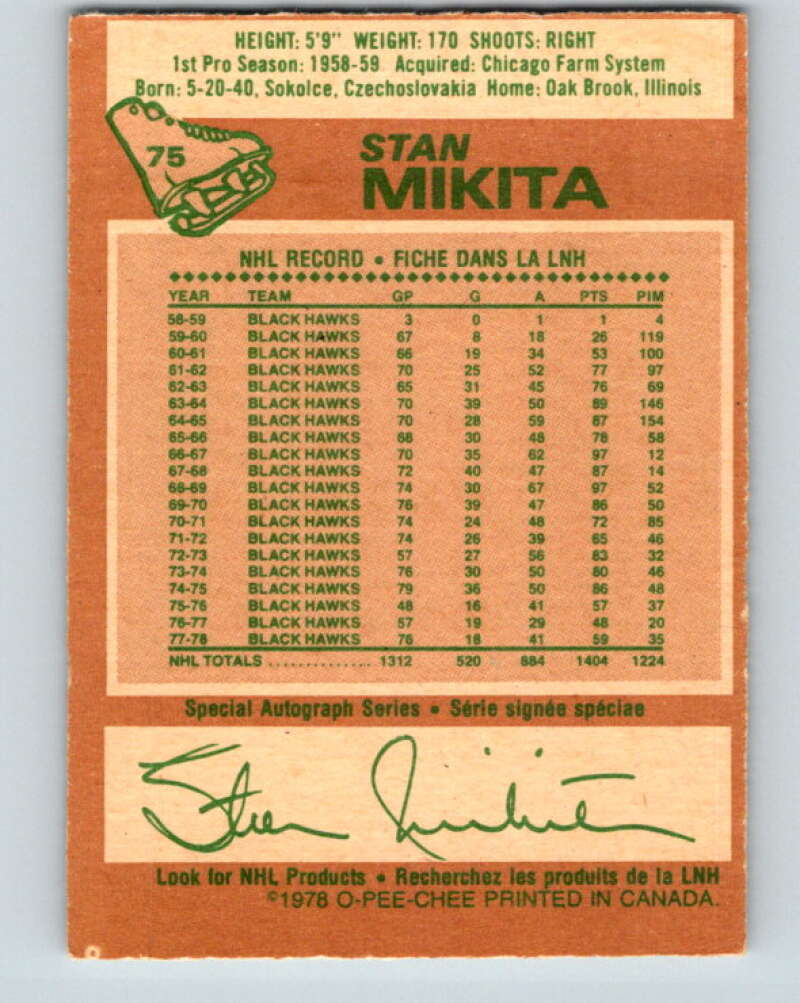 HEIGHT: 5'9" WEIGHT: 170 SHOOTS: RIGHT
1st Pro Season: 1958-59 Acquired: Chicago Farm System
Born: 5-20-40, Sokolce, Czechoslovakia Home: Oak Brook, Illinois
75
STAN
MIKITA
NHL RECORD • FICHE DANS LA LNH
YEAR TEAM GP G A PTS PIM
58-59 BLACK HAWKS 3 0 1 1 4
59-60 BLACK HAWKS 67 8 18 26 119
60-61 BLACK HAWKS 66 19 34 53 100
61-62 BLACK HAWKS 70 25 52 77 97
62-63 BLACK HAWKS 65 31 45 76 69
63-64 BLACK HAWKS 70 39 50 89 146
64-65 BLACK HAWKS 70 28 59 87 154
65-66 BLACK HAWKS 68 30 48 78 58
66-67 BLACK HAWKS 70 35 62 97 12
67-68 BLACK HAWKS 72 40 47 87 14
68-69 BLACK HAWKS 74 30 67 97 52
69-70 BLACK HAWKS 76 39 47 86 50
70-71 BLACK HAWKS 74 24 48 72 85
71-72 BLACK HAWKS 74 26 39 65 46
72-73 BLACK HAWKS 57 27 56 83 32
73-74 BLACK HAWKS 76 30 50 80 46
74-75 BLACK HAWKS 79 36 50 86 48
75-76 BLACK HAWKS 48 16 41 57 37
76-77 BLACK HAWKS 57 19 29 48 20
77-78 BLACK HAWKS 76 18 41 59 35
NHL TOTALS .............. 1312 520 884 1404 1224
Special Autograph Series • Série signée spéciae
Stan Mikita
Look for NHL Products • Recherchez les produits de la LNH
©1978 O-PEE-CHEE PRINTED IN CANADA.